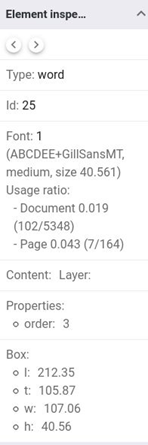 Element inspe...
Type: word
Id: 25
Font: 1
(ABCDEE+GillSansMT,
medium, size 40.561)
Usage ratio:
- Document 0.019
(102/5348)
- Page 0.043 (7/164)
Content: Layer:
Properties:
order: 3
Box:
l: 212.35
t: 105.87
w: 107.06
h: 40.56